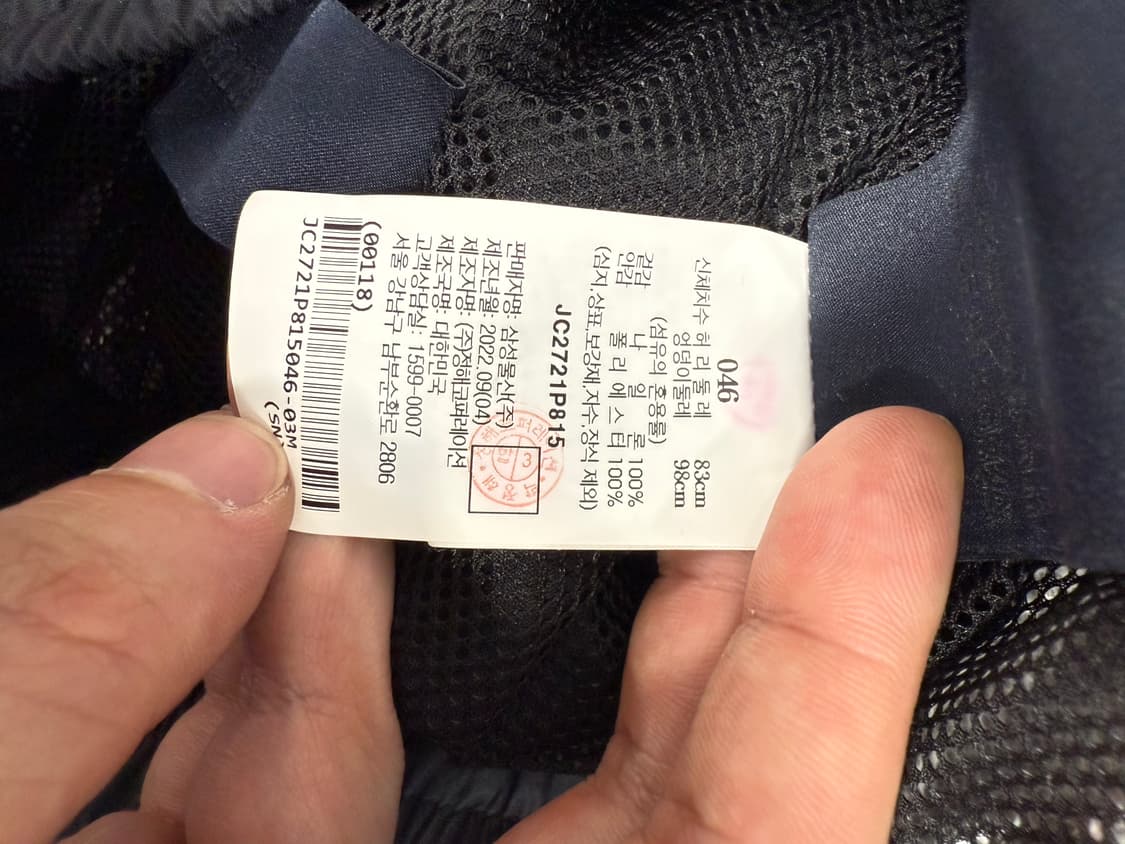 046
신체치수 허 리 둘 레 83cm
엉덩이둘레 98cm
(섬유의 혼용율)
겉감 나 일 론 100%
안감 폴 리 에 스 터 100%
(심지,상표,보강재,자수,장식 제외)
JC2721P815
판매자명: 삼성물산(주)
제조년월: 2022.09(04)
제조자명: (주)정해코퍼레이션
제조국명: 대한민국
고객상담실: 1599-0007
서울 강남구 남부순환로 2806
(00118)
JC2721P815046-03M
3